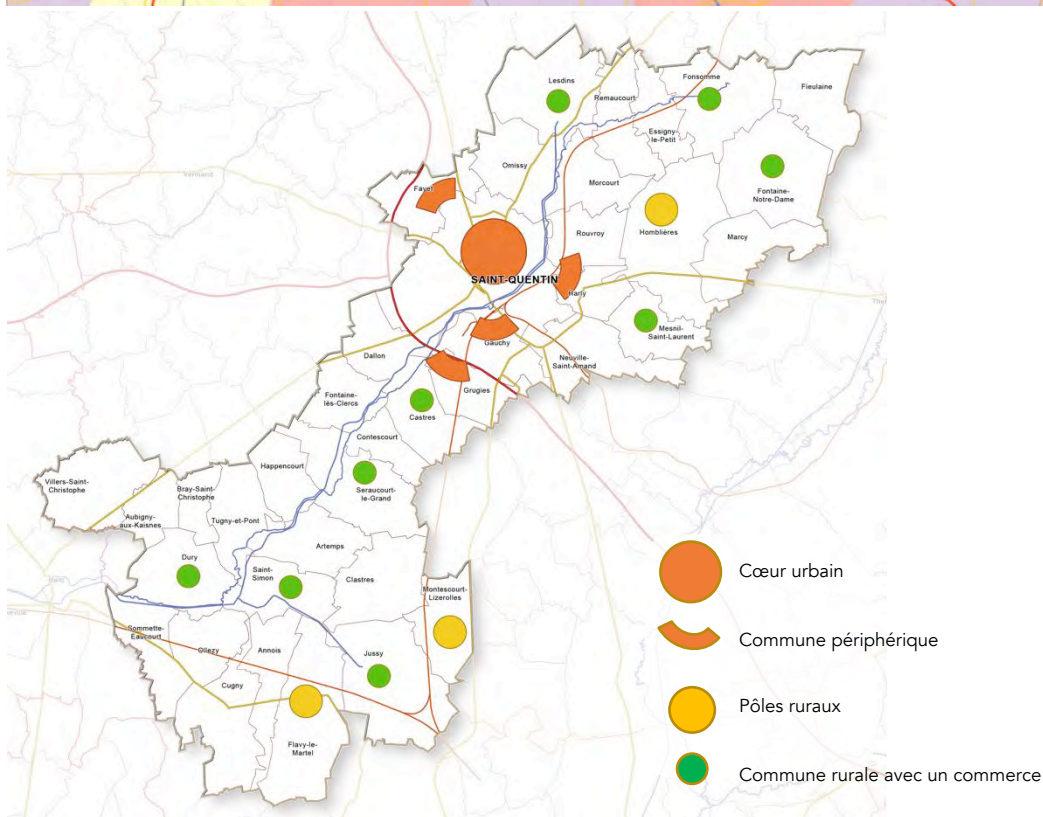 Lesdins
Fonsomme
Fieulaine
Remaucourt
Essigny-
le-Petit
Omissy
Vermand
Morcourt
Fayet
Fontaine-
Notre-Dame
Rouvroy
Homblières
Marcy
SAINT-QUENTIN
Harly
Mesnil-
Saint-Laurent
Gauchy
Dallon
Neuville-
Saint-Amand
Grugies
Fontaine-
lès-Clercs
Castres
Contescourt
Happencourt
Villers-Saint-
Christophe
Bray-Saint-
Christophe
Seraucourt-
le-Grand
Aubigny-
aux-Kaisnes
Tugny-et-Pont
Artemps
Dury
Saint-
Simon
Clastres
Ham
Montescourt-
Lizerolles
Sommette-
Eaucourt
Ollezy
Annois
Jussy
Cugny
Flavy-le-
Martel
Cœur urbain
Commune périphérique
Pôles ruraux
Commune rurale avec un commerce